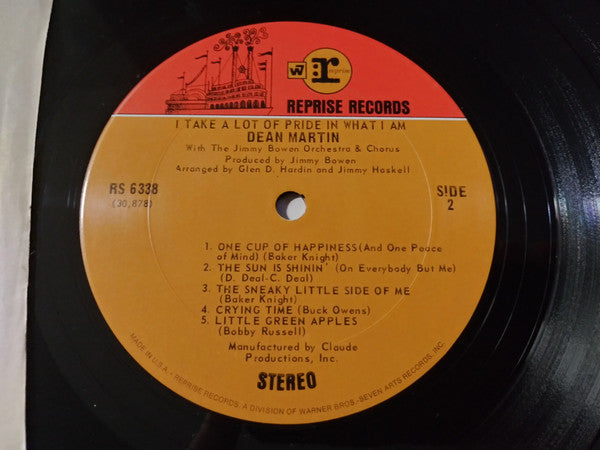 W r reprise
REPRISE RECORDS
I TAKE A LOT OF PRIDE IN WHAT I AM
DEAN MARTIN
With The Jimmy Bowen Orchestra & Chorus
Produced by Jimmy Bowen
Arranged by Glen D. Hardin and Jimmy Haskell
RS 6338
(30,878)
SIDE
2
1. ONE CUP OF HAPPINESS (And One Peace
of Mind) (Baker Knight)
2. THE SUN IS SHININ' (On Everybody But Me)
(D. Deal-C. Deal)
3. THE SNEAKY LITTLE SIDE OF ME
(Baker Knight)
4. CRYING TIME (Buck Owens)
5. LITTLE GREEN APPLES
(Bobby Russell)
Manufactured by Claude
Productions, Inc.
STEREO
MADE IN U.S.A. • REPRISE RECORDS, A DIVISION OF WARNER BROS.-SEVEN ARTS RECORDS, INC.